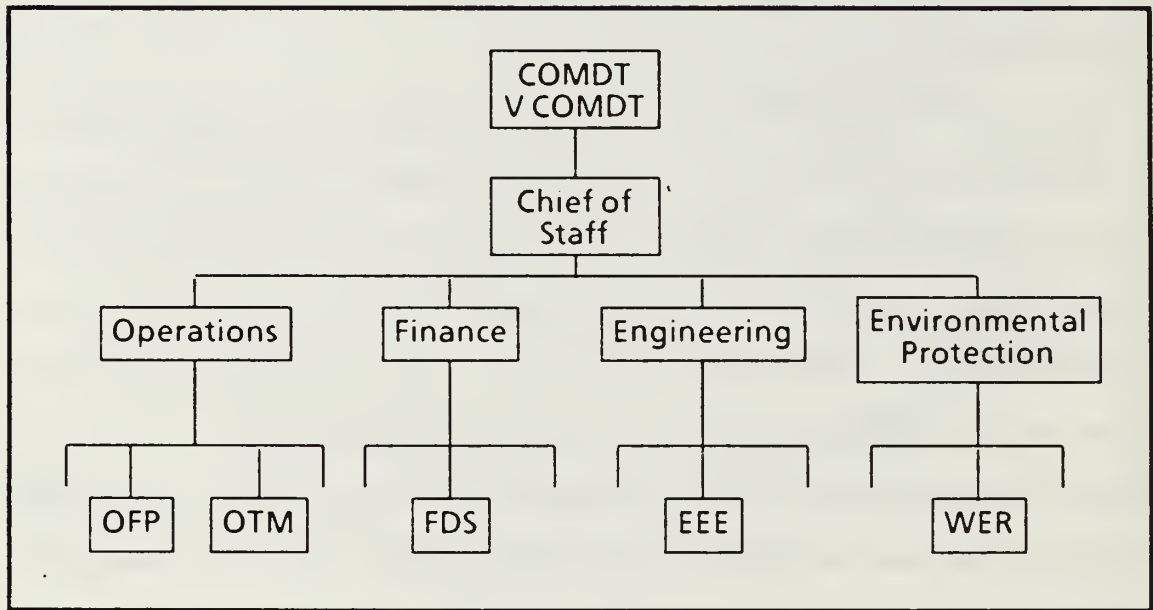 COMDT
V COMDT
Chief of
Staff
Operations
Finance
Engineering
Environmental
Protection
OFP
OTM
FDS
EEE
WER